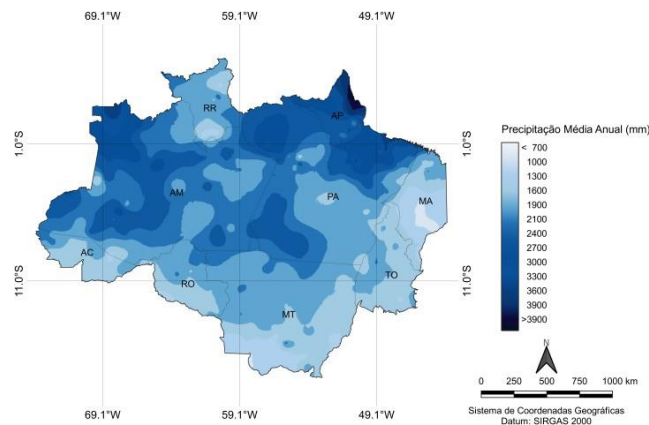 69.1°W 59.1°W 49.1°W
RR
AP
1.0°S 1.0°S
AM
PA
MA
AC
TO
RO
11.0°S 11.0°S
MT
69.1°W 59.1°W 49.1°W
Precipitação Média Anual (mm)
< 700
1000
1600
1900
2100
2400
2700
3000
3300
3600
3900
>3900
N
0 250 500 750 1000 km
Sistema de Coordenadas Geográficas
Datum: SIRGAS 2000